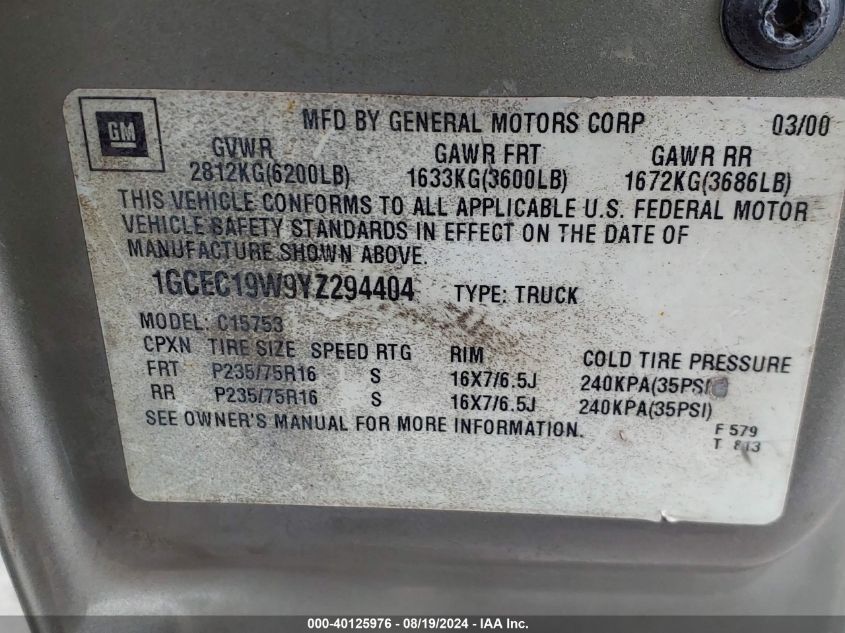 GM
MFD BY GENERAL MOTORS CORP 03/00
GVWR GAWR FRT GAWR RR
2812KG(6200LB) 1633KG(3600LB) 1672KG(3686LB)
THIS VEHICLE CONFORMS TO ALL APPLICABLE U.S. FEDERAL MOTOR
VEHICLE SAFETY STANDARDS IN EFFECT ON THE DATE OF
MANUFACTURE SHOWN ABOVE.
1GCEC19W9YZ294404 TYPE: TRUCK
MODEL: C15753
CPXN TIRE SIZE SPEED RTG RIM COLD TIRE PRESSURE
FRT P235/75R16 S 16X7/6.5J 240KPA(35PSI)
RR P235/75R16 S 16X7/6.5J 240KPA(35PSI)
SEE OWNER'S MANUAL FOR MORE INFORMATION.
F 579
T 813
000-40125976 - 08/19/2024 - IAA Inc.